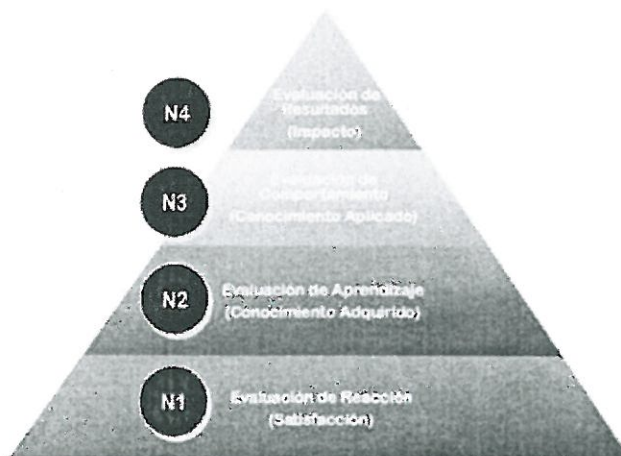 N4
Evaluación de
Resultados
(Impacto)
N3
Evaluación de
Comportamiento
(Conocimiento Aplicado)
N2
Evaluación de Aprendizaje
(Conocimiento Adquirido)
N1
Evaluación de Reacción
(Satisfacción)